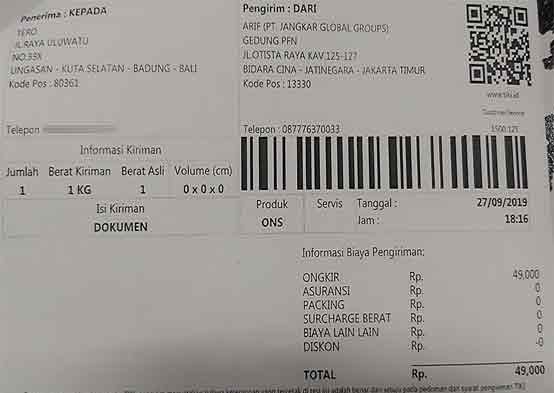 Penerima : KEPADA
TERO
JL.RAYA ULUWATU
NO.33X
UNGASAN - KUTA SELATAN - BADUNG - BALI
Kode Pos : 80361
Telepon
Pengirim : DARI
ARIF (PT. JANGKAR GLOBAL GROUPS)
GEDUNG PFN
JL.OTISTA RAYA KAV.125-127
BIDARA CINA - JATINEGARA - JAKARTA TIMUR
Kode Pos : 13330
Telepon : 087776370033
www.tiki.id
Customer Service
1500 125
Informasi Kiriman
Jumlah Berat Kiriman Berat Asli Volume (cm)
1 1 KG 1 0 x 0 x 0
Isi Kiriman
DOKUMEN
Produk Servis Tanggal : 27/09/2019
ONS Jam : 18:16
Informasi Biaya Pengiriman:
ONGKIR Rp. 49,000
ASURANSI Rp. 0
PACKING Rp. 0
SURCHARGE BERAT Rp. 0
BIAYA LAIN LAIN Rp. 0
DISKON Rp. -0
TOTAL Rp. 49,000